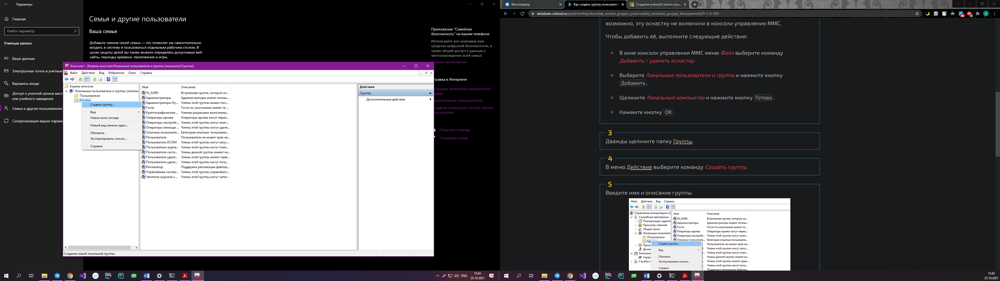 Параметры
Главная
Найти параметр
Учетные записи
Ваши данные
Электронная почта и учетные
Варианты входа
Доступ к учетной записи мест
или учебного заведения
Семья и другие пользователи
Синхронизация ваших параме
Семья и другие пользователи
Ваша семья
Добавьте членов своей семьи — это позволит им самостоятельно
входить в систему и пользоваться отдельным рабочим столом. В
целях защиты детей вы также можете определять допустимые веб-
сайты, периоды времени, приложения и игры.
Приложение "Семейная
безопасность" на вашем телефоне
Используйте все знакомые вам
средства цифровой безопасности, а
также общий доступ к данным о
местонахождении всей семьи.
Скачать приложение
правка в Интернете
становка временных ограничений
крана
ереключение пользователей
оздание локальной учетной записи
ользователя
Получить помощь
Отправить отзыв
Консоль1 - [Корень консоли\Локальные пользователи и группы (локально)\Группы]
Файл Действие Вид Избранное Окно Справка
Корень консоли
Локальные пользователи и группы (локальн
Пользователи
Группы
Создать группу...
Вид
Новое окно отсюда
Новый вид панели задач...
Обновить
Экспортировать список...
Справка
Имя Описание
IIS_IUSRS Встроенная группа, которую ис...
Администраторы Администраторы имеют полны...
Администраторы Hy... Члены этой группы имеют пол...
Гости Гости по умолчанию имеют те ...
Криптографические ... Членам разрешено выполнени...
Операторы архива Операторы архива могут перео...
Операторы настройк... Члены этой группы могут имет...
Операторы помощи ... Члены этой группы могут удале...
Опытные пользовате... Категория опытных пользовате...
Пользователи Пользователи не имеют прав на...
Пользователи DCOM Члены этой группы могут запус...
Пользователи журна... Члены этой группы могут план...
Пользователи систе... Члены данной группы имеют ка...
Пользователи удале... Члены этой группы имеют прав...
Пользователи удале... Члены этой группы могут полу...
Репликатор Поддержка репликации файлов...
Управляемая систем... Члены этой группы управляютс...
Читатели журнала с... Члены этой группы могут читат...
Действия
Группы
Дополнительные действия
Создание новой локальной группы.
ENG
15:43
25.10.2021
Мессенджер
Как создать группу пользовател
Создание учетной записи лока
windows-school.ru/publ/winfaq/zkov/kak_sozdat_gruppu_polzovatelej_windows_gruppy_bezopasnosti/9-1-0-169
возможно, эту оснастку не включили в консоли управления MMC.
Чтобы добавить её, выполните следующие действия:
В окне консоли управления MMC меню Файл выберите команду
Добавить / удалить оснастку.
Выберите Локальные пользователи и группы и нажмите кнопку
Добавить .
Щелкните Локальный компьютер и нажмите кнопку Готово .
Нажмите кнопку ОК .
3
Дважды щелкните папку Группы.
4
В меню Действие выберите команду Создать группу.
5
Введите имя и описание группы.
Файл Действие Вид Справка
Управление компьютером (л
Служебные программы
Планировщик заданий
Просмотр событий
Общие папки
Локальные пользовате
Пользователи
Гру
Произ
Диспе
Запомина
Управ
Службы и
Создать группу...
Вид
Обновить
Экспортировать список...
Справка
Имя Описание
IIS_IUSRS Встроенная группа, которую ис...
Администраторы Администраторы имеют полны...
Гости Гости по умолчанию имеют те ...
Операторы архива Операторы архива могут перео...
Операторы настройк... Члены этой группы могут имет...
Опытные пользовате... Категория опытных пользовате...
Пользователи не имеют прав на...
Члены этой группы могут запус...
Члены этой группы могут план...
Члены данной группы имеют ка...
Члены этой группы имеют прав...
Члены этой группы могут полу...
Поддержка репликации файлов...
15:43
25.10.2021